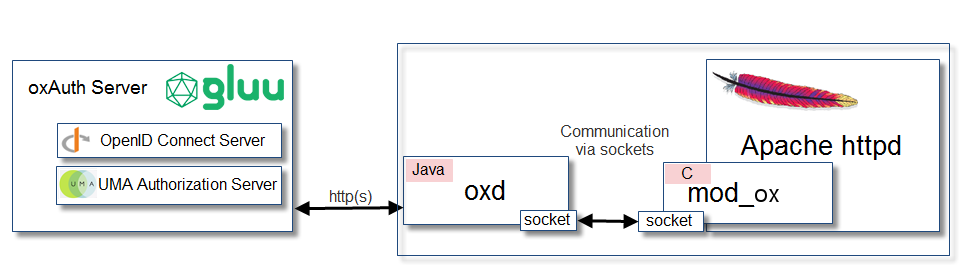 oxAuth Server
gluu
OpenID Connect Server
UMA
UMA Authorization Server
http(s)
Java
oxd
socket
Communication
via sockets
Apache httpd
C
mod_ox
socket